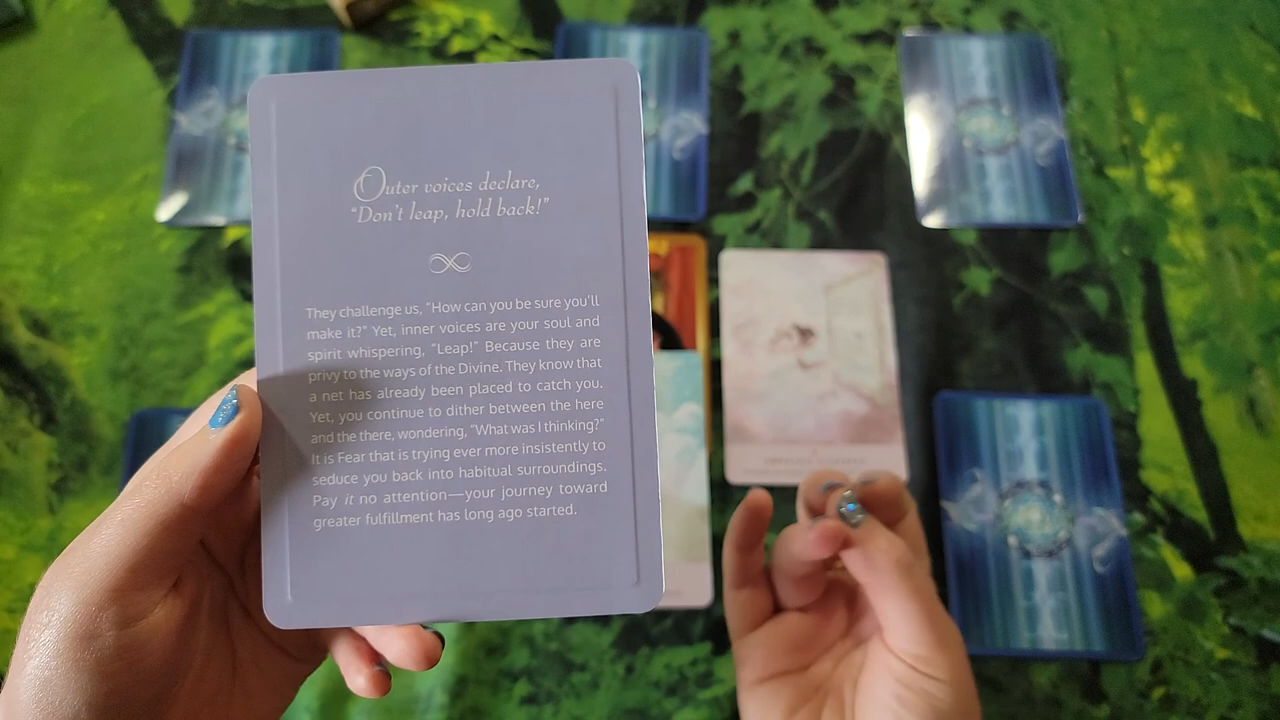 Outer voices declare,
“Don’t leap, hold back!”
They challenge us, “How can you be sure you’ll
make it?” Yet, inner voices are your soul and
spirit whispering, “Leap!” Because they are
privy to the ways of the Divine. They know that
a net has already been placed to catch you.
Yet, you continue to dither between the here
and the there, wondering, “What was I thinking?”
It is Fear that is trying ever more insistently to
seduce you back into habitual surroundings.
Pay it no attention—your journey toward
greater fulfillment has long ago started.